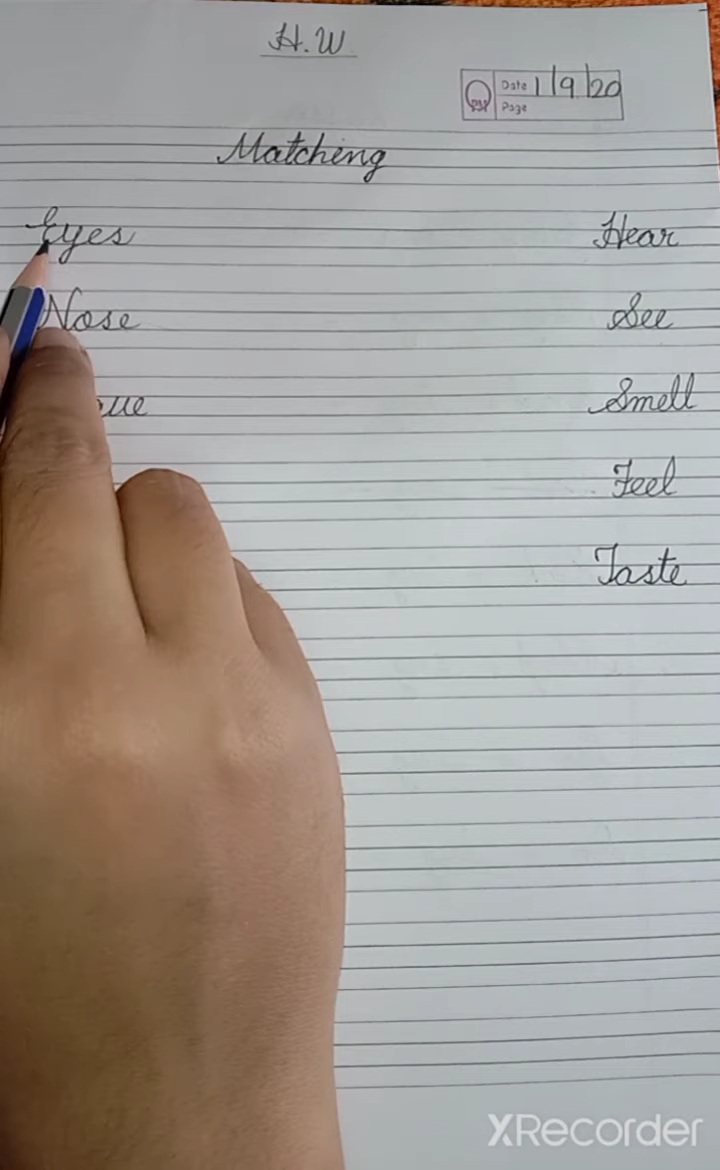 H.W
Date 1/9/20
Page
Matching
Eyes Hear
Nose See
Smell
Feel
Taste
XRecorder